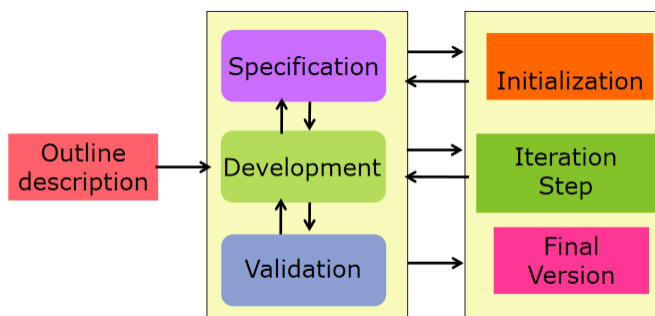 Outline
description
Specification
Development
Validation
Initialization
Iteration
Step
Final
Version